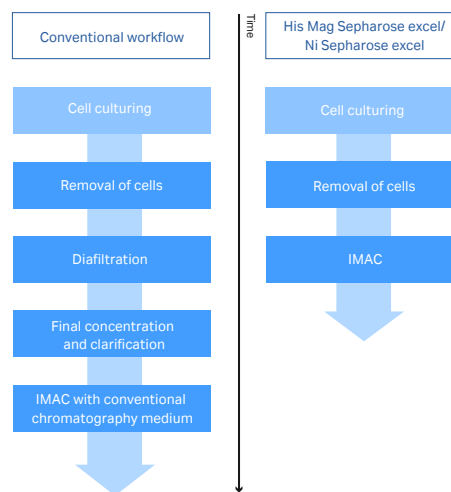 Conventional workflow
Cell culturing
Removal of cells
Diafiltration
Final concentration
and clarification
IMAC with conventional
chromatography medium
Time
His Mag Sepharose excel/
Ni Sepharose excel
Cell culturing
Removal of cells
IMAC